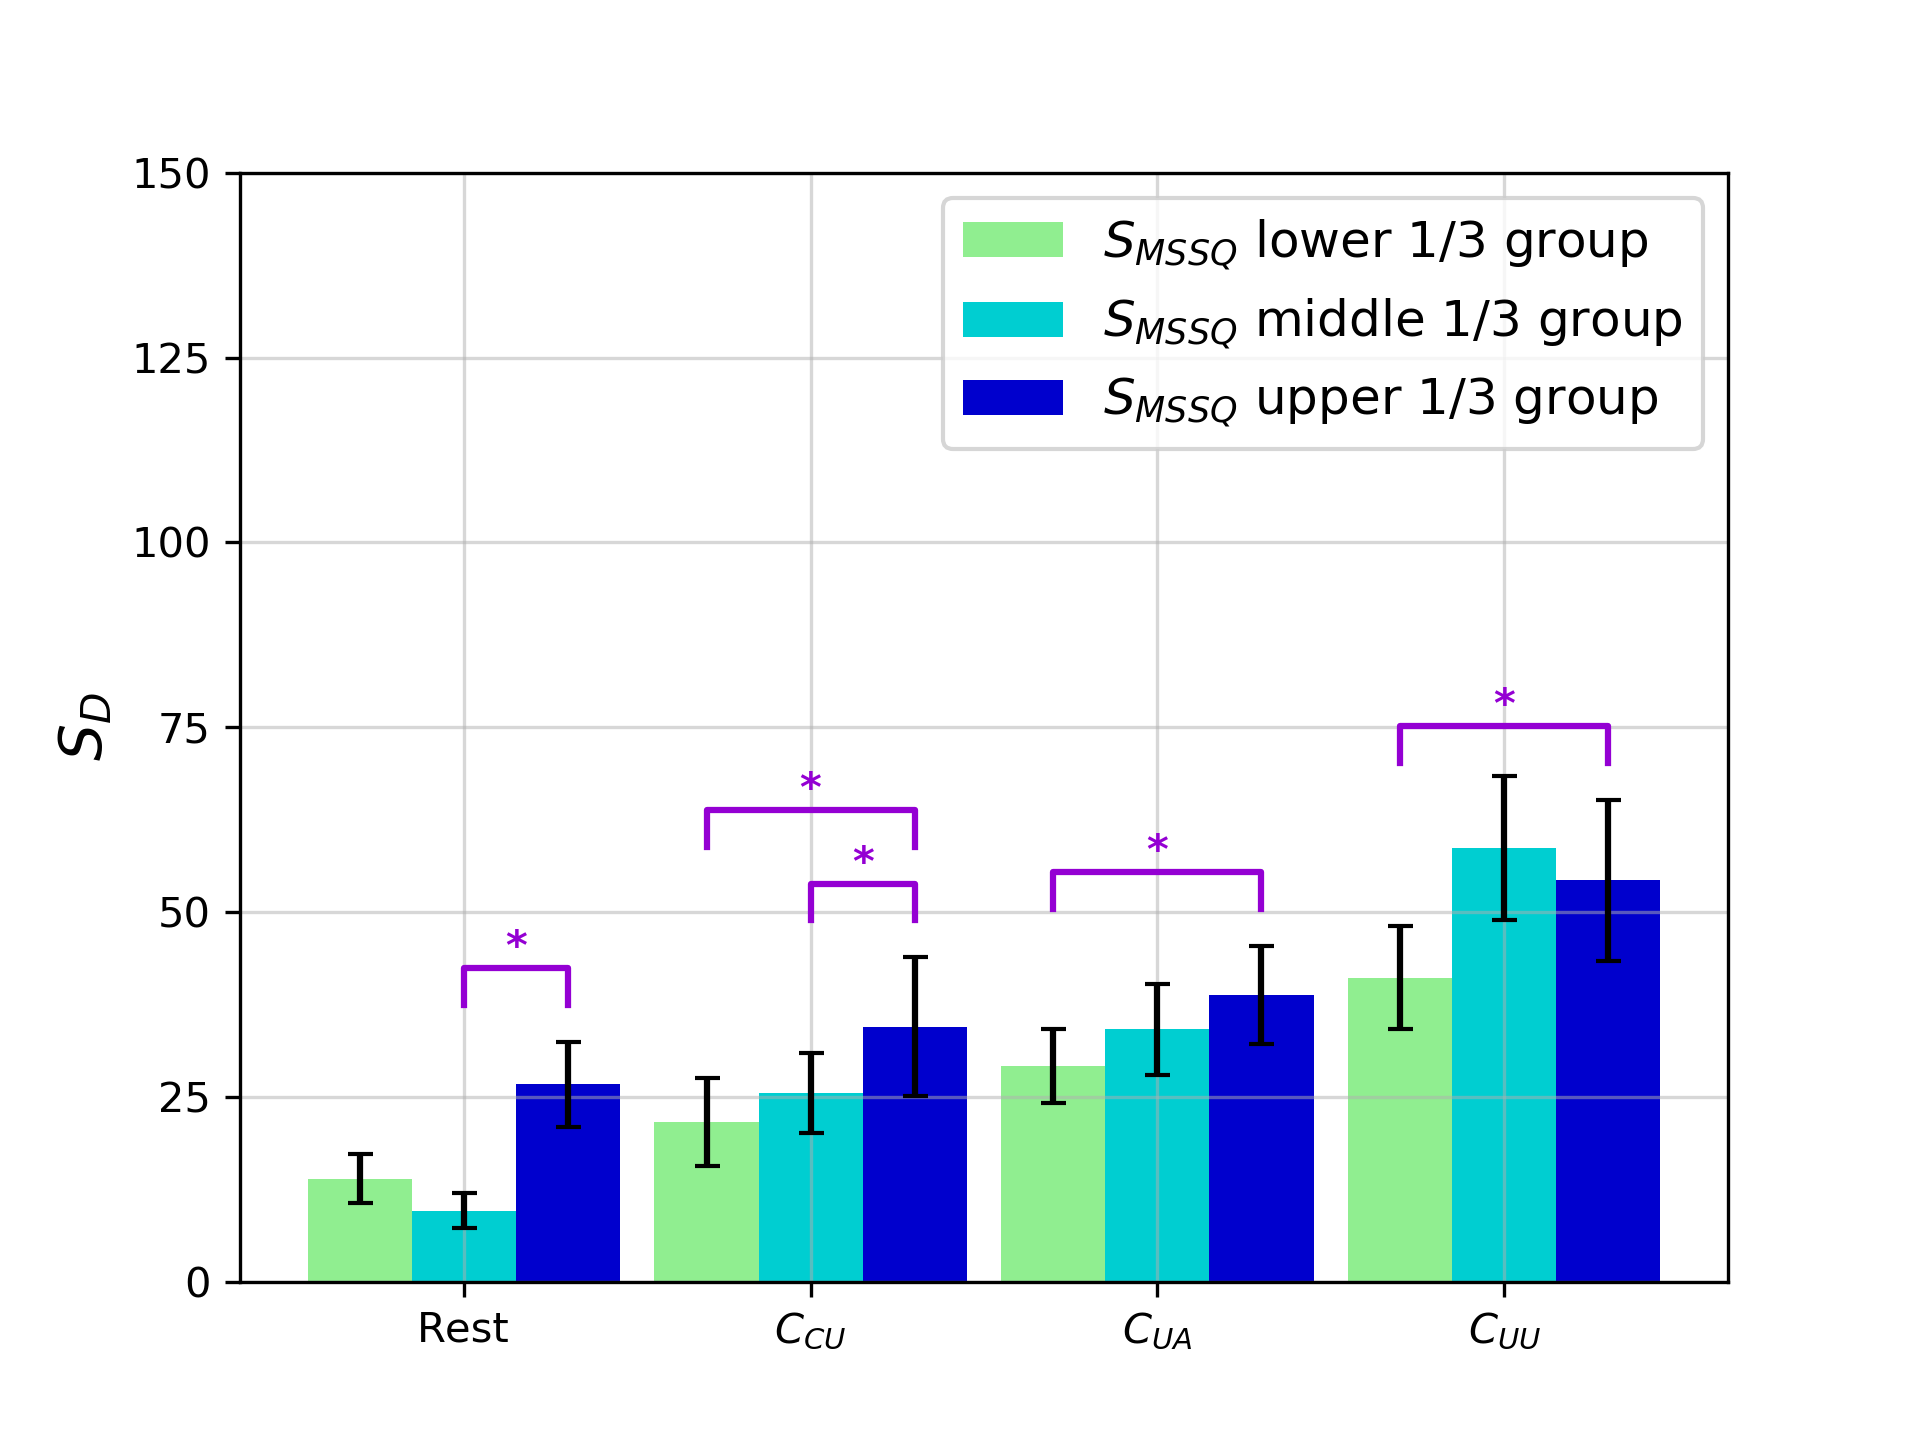 150
125
100
75
50
25
0
S_D
S_MSSQ lower 1/3 group
S_MSSQ middle 1/3 group
S_MSSQ upper 1/3 group
*
*
*
*
*
Rest C_CU C_UA C_UU